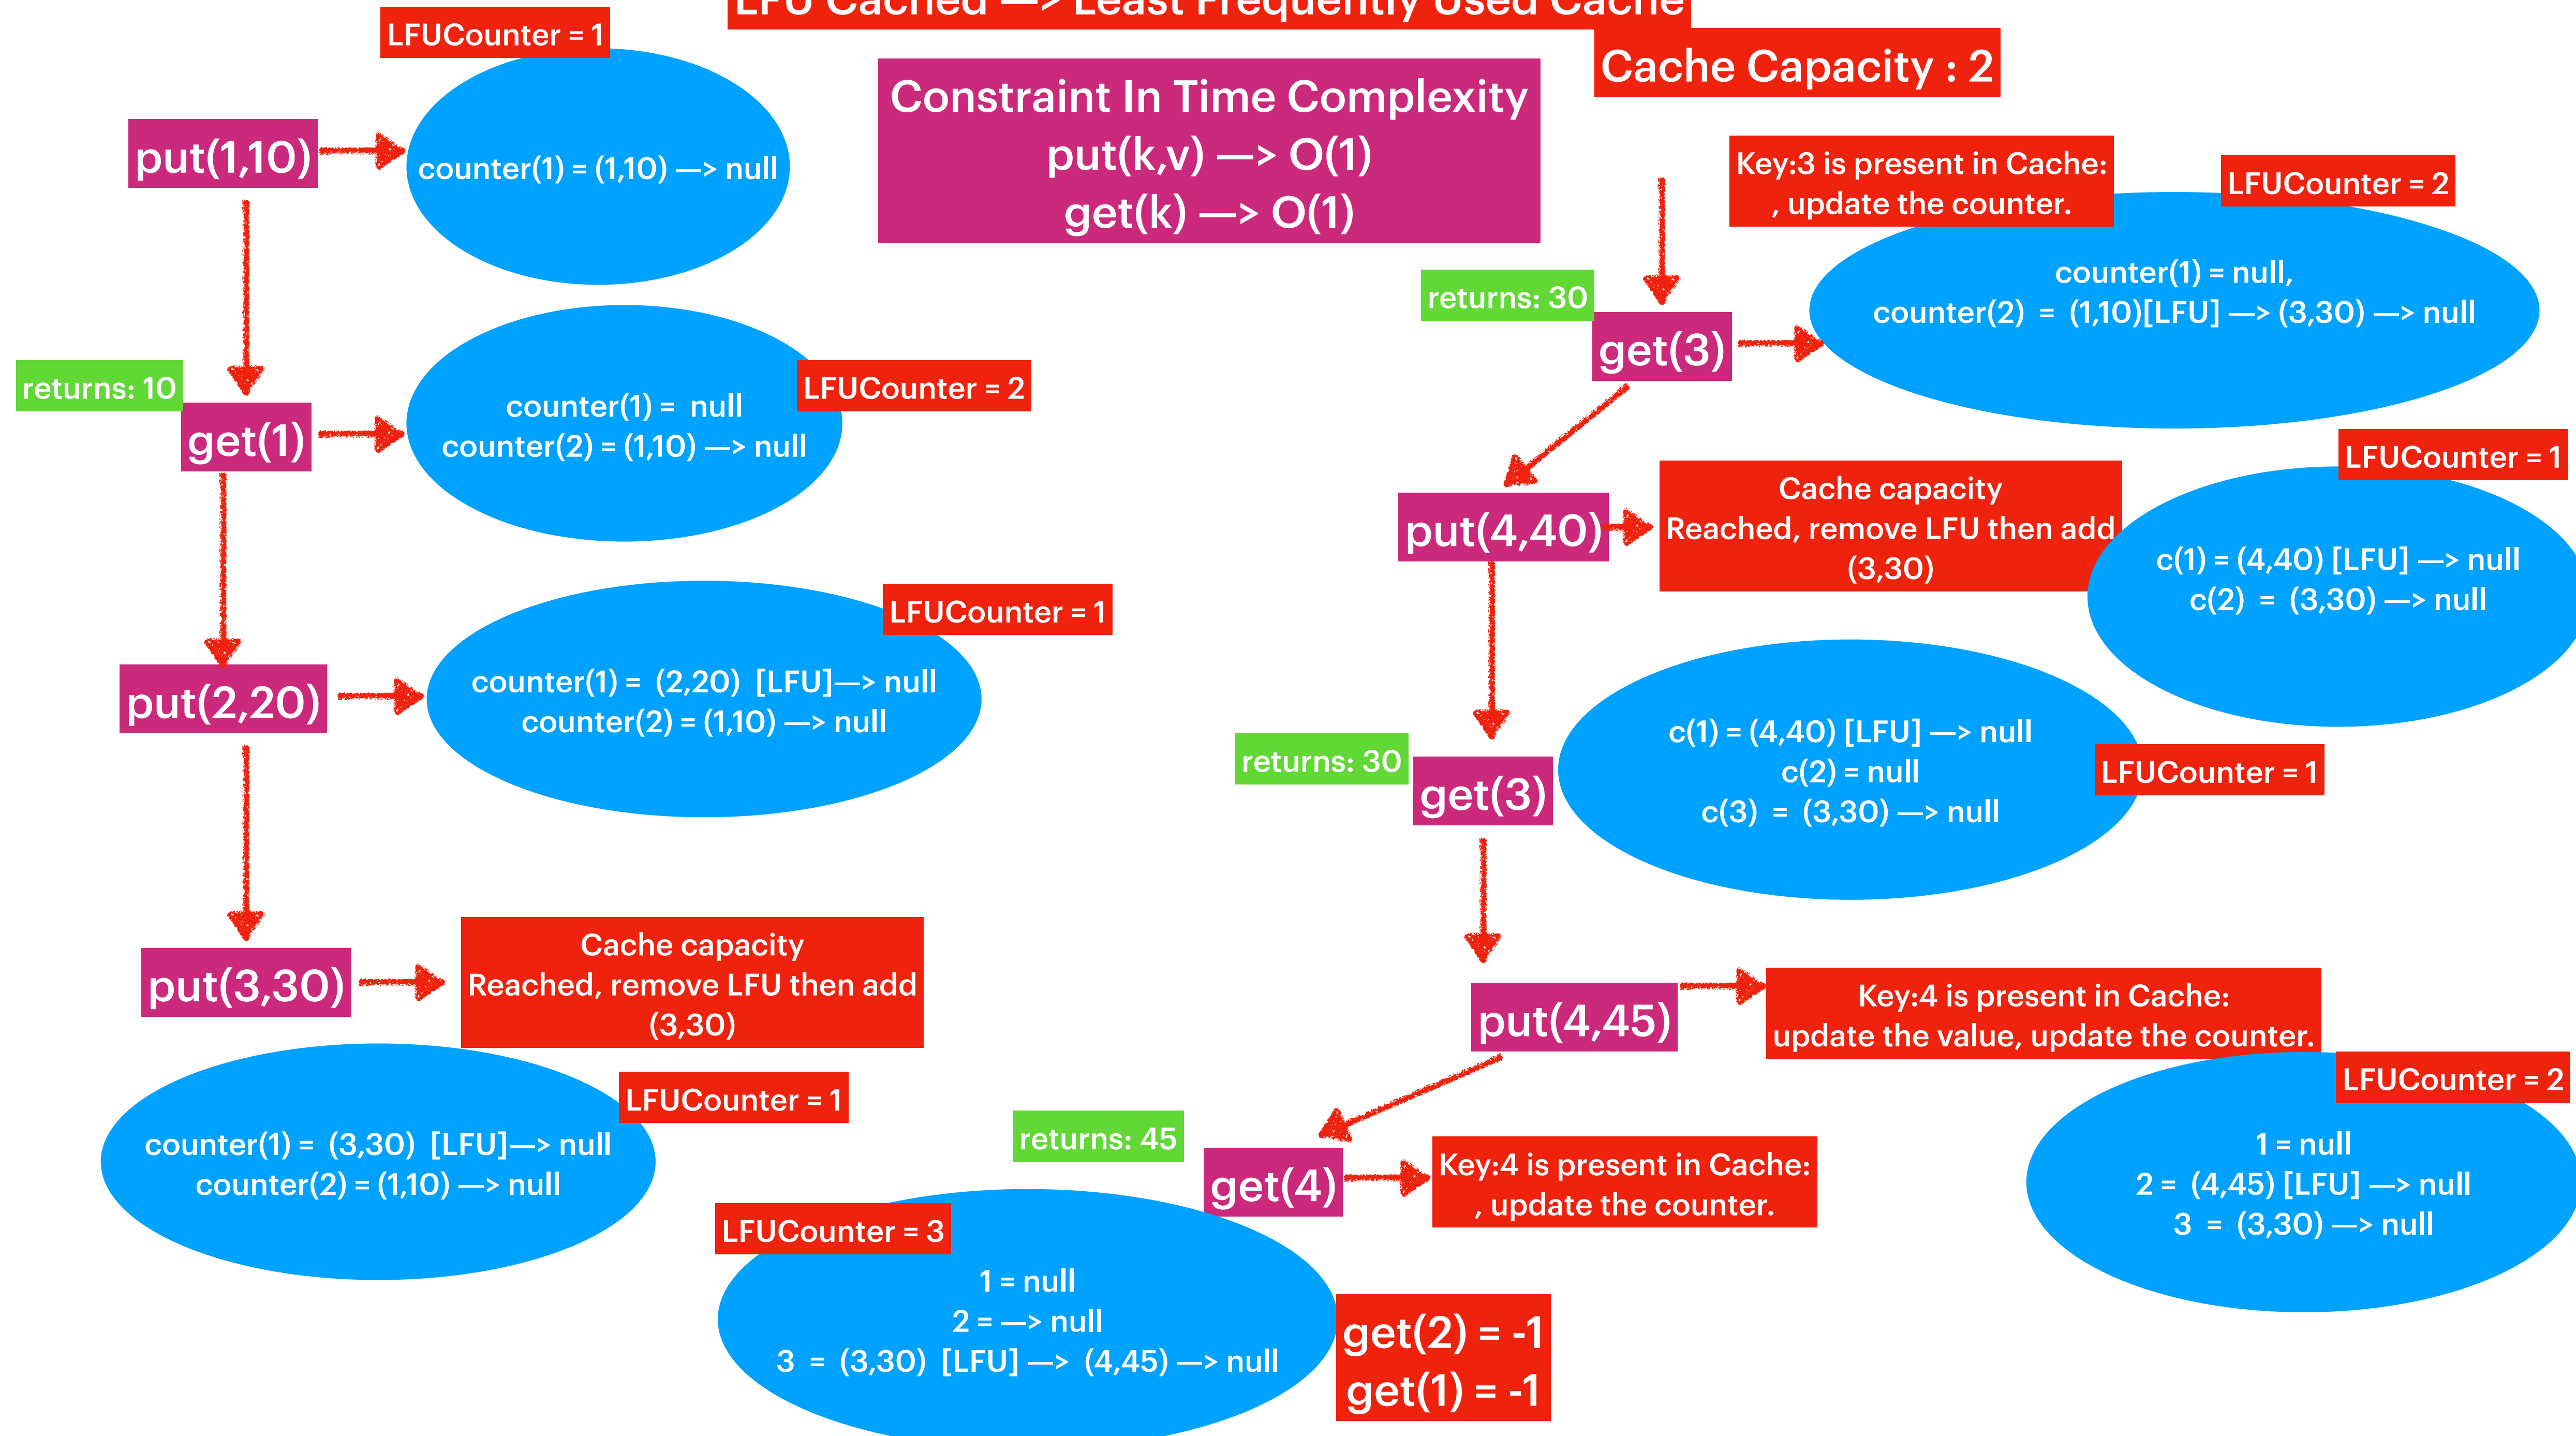 LFU Cached —> Least Frequently Used Cache
Cache Capacity : 2
Constraint In Time Complexity
put(k,v) —> O(1)
get(k) —> O(1)
LFUCounter = 1
put(1,10)
counter(1) = (1,10) —> null
returns: 10
get(1)
LFUCounter = 2
counter(1) =  null
counter(2) = (1,10) —> null
put(2,20)
LFUCounter = 1
counter(1) =  (2,20)  [LFU]—> null
counter(2) = (1,10) —> null
put(3,30)
Cache capacity
Reached, remove LFU then add
(3,30)
LFUCounter = 1
counter(1) =  (3,30)  [LFU]—> null
counter(2) = (1,10) —> null
Key:3 is present in Cache:
, update the counter.
LFUCounter = 2
returns: 30
get(3)
counter(1) = null,
counter(2)  =  (1,10)[LFU] —> (3,30) —> null
put(4,40)
Cache capacity
Reached, remove LFU then add
(3,30)
LFUCounter = 1
c(1) = (4,40) [LFU] —> null
c(2)  =  (3,30) —> null
returns: 30
get(3)
c(1) = (4,40) [LFU] —> null
c(2) = null
c(3)  =  (3,30) —> null
LFUCounter = 1
put(4,45)
Key:4 is present in Cache:
update the value, update the counter.
LFUCounter = 2
1 = null
2 =  (4,45) [LFU] —> null
3  =  (3,30) —> null
returns: 45
get(4)
Key:4 is present in Cache:
, update the counter.
LFUCounter = 3
1 = null
2 = —> null
3  =  (3,30)  [LFU] —>  (4,45) —> null
get(2) = -1
get(1) = -1